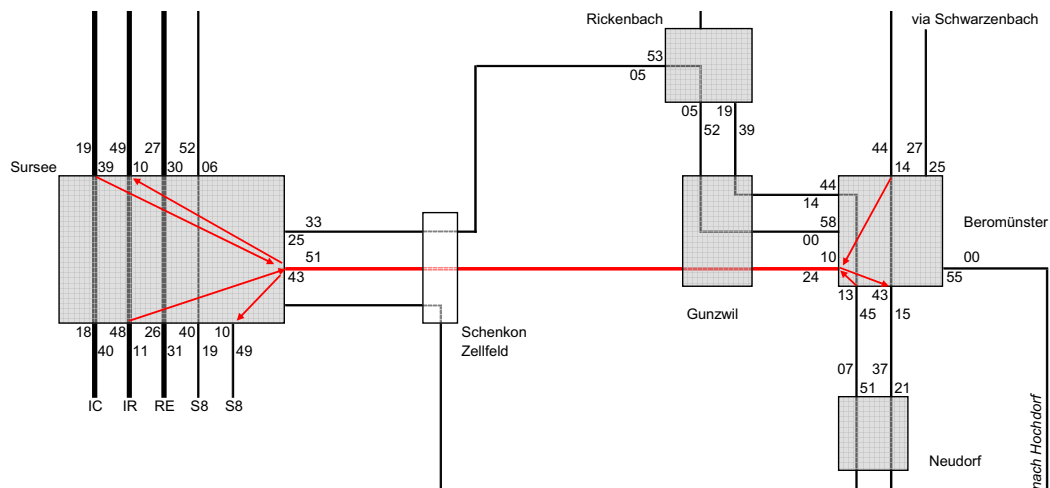 Rickenbach
via Schwarzenbach
53
05
05 19
52 39
19 49 27 52
44 27
Sursee
39 10 30 06
14 25
33
25
44
14
58
00
Beromünster
51
43
10
24
00
55
13 43
45 15
Gunzwil
18 48 26 40 10
40 11 31 19 49
Schenkon
Zellfeld
07 37
51 21
IC IR RE S8 S8
Neudorf
nach Hochdorf